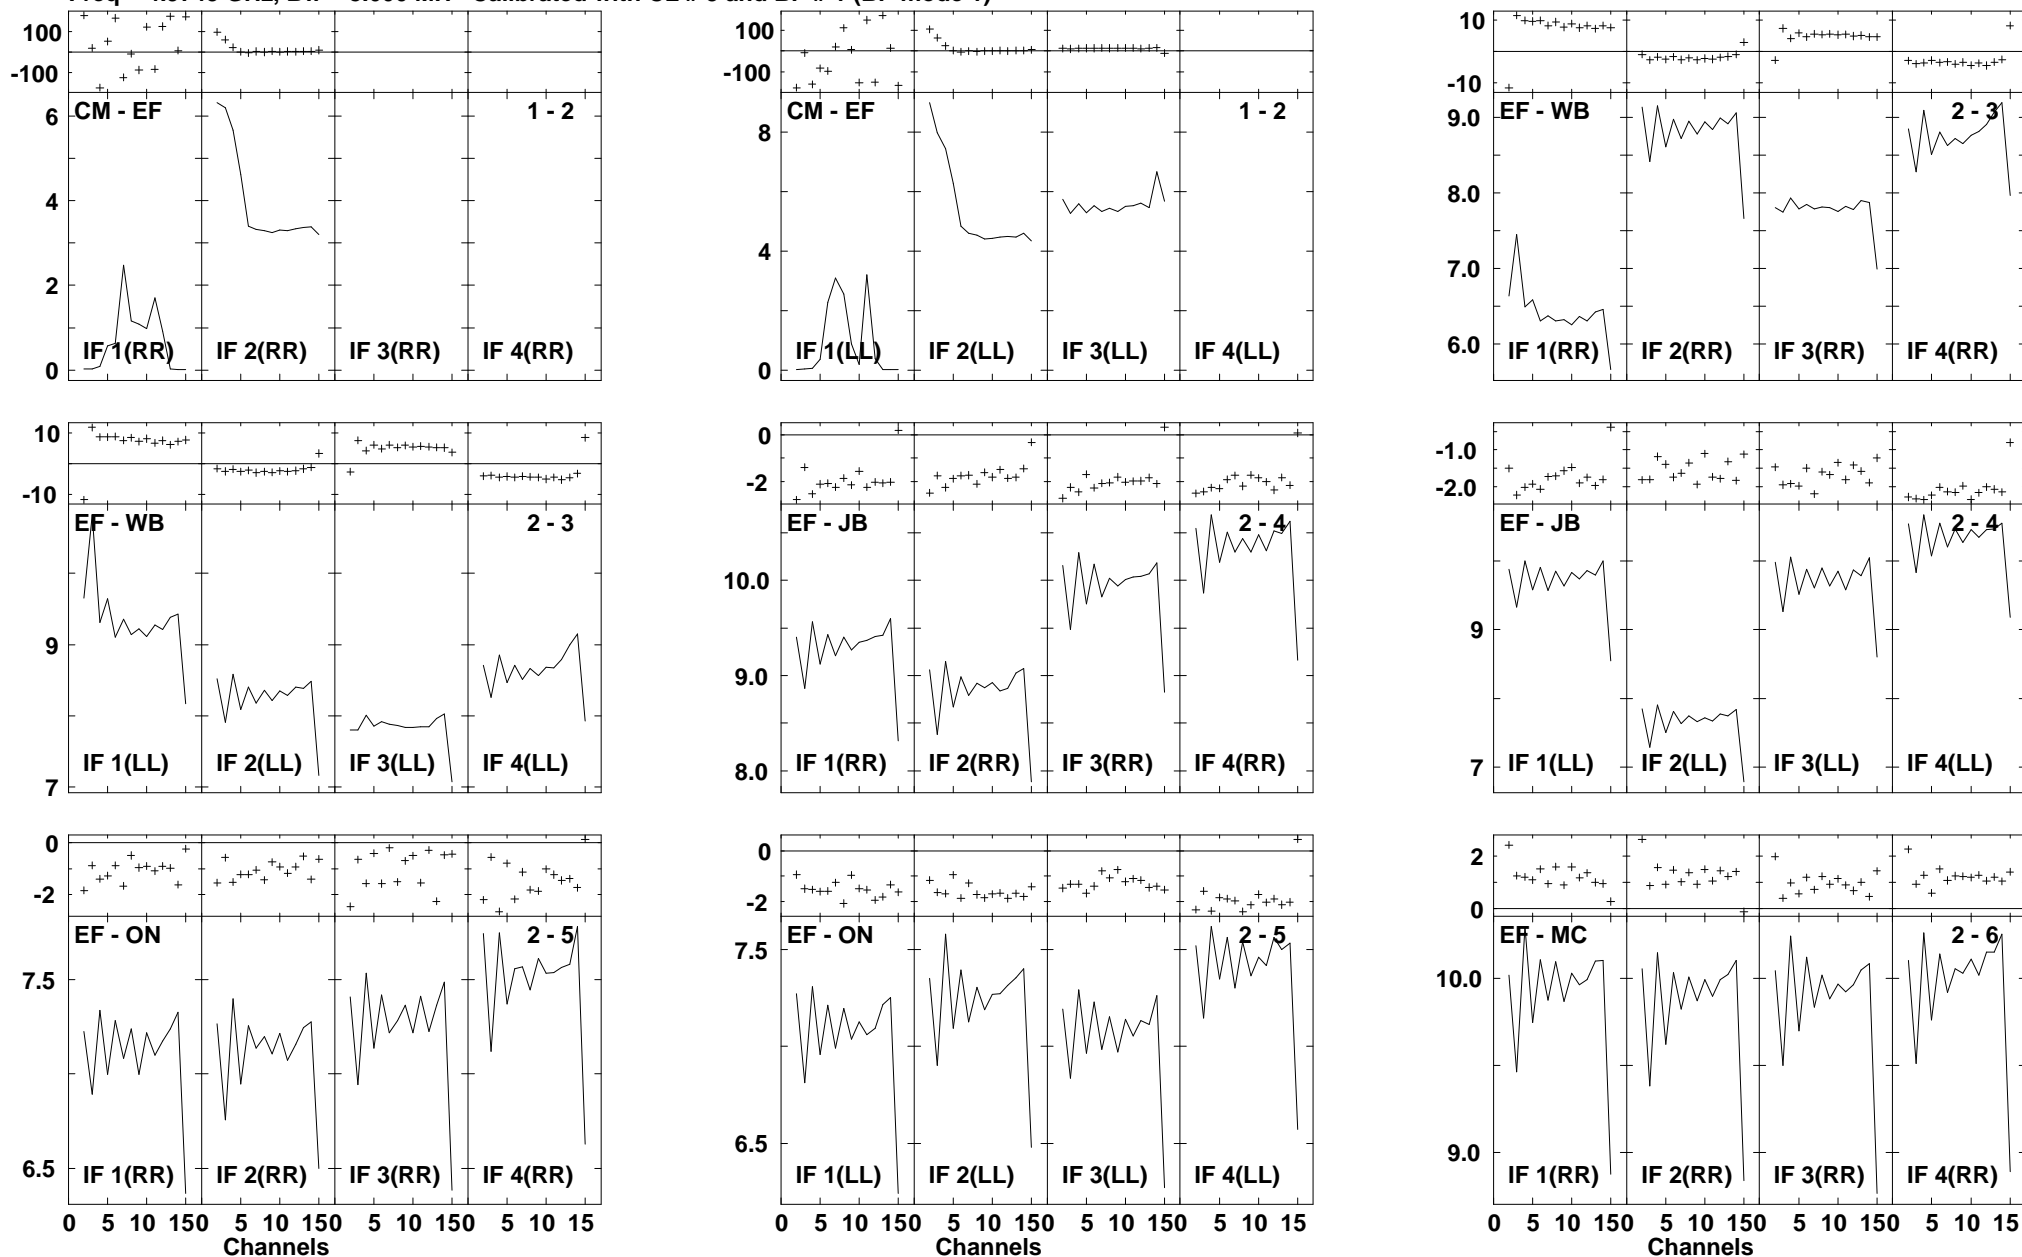 100
-100
6
4
2
0
CM - EF
1 - 2
IF 1(RR)
IF 2(RR)
IF 3(RR)
IF 4(RR)
100
-100
8
4
0
CM - EF
1 - 2
IF 1(LL)
IF 2(LL)
IF 3(LL)
IF 4(LL)
10
-10
9.0
8.0
7.0
6.0
EF - WB
2 - 3
IF 1(RR)
IF 2(RR)
IF 3(RR)
IF 4(RR)
10
-10
9
7
EF - WB
2 - 3
IF 1(LL)
IF 2(LL)
IF 3(LL)
IF 4(LL)
0
-2
10.0
9.0
8.0
EF - JB
2 - 4
IF 1(RR)
IF 2(RR)
IF 3(RR)
IF 4(RR)
-1.0
-2.0
9
7
EF - JB
2 - 4
IF 1(LL)
IF 2(LL)
IF 3(LL)
IF 4(LL)
0
-2
7.5
6.5
EF - ON
2 - 5
IF 1(RR)
IF 2(RR)
IF 3(RR)
IF 4(RR)
0 5 10 150 5 10 150 5 10 150 5 10 15
Channels
0
-2
7.5
6.5
EF - ON
2 - 5
IF 1(LL)
IF 2(LL)
IF 3(LL)
IF 4(LL)
0 5 10 150 5 10 150 5 10 150 5 10 15
Channels
2
0
10.0
9.0
EF - MC
2 - 6
IF 1(RR)
IF 2(RR)
IF 3(RR)
IF 4(RR)
0 5 10 150 5 10 150 5 10 150 5 10 15
Channels